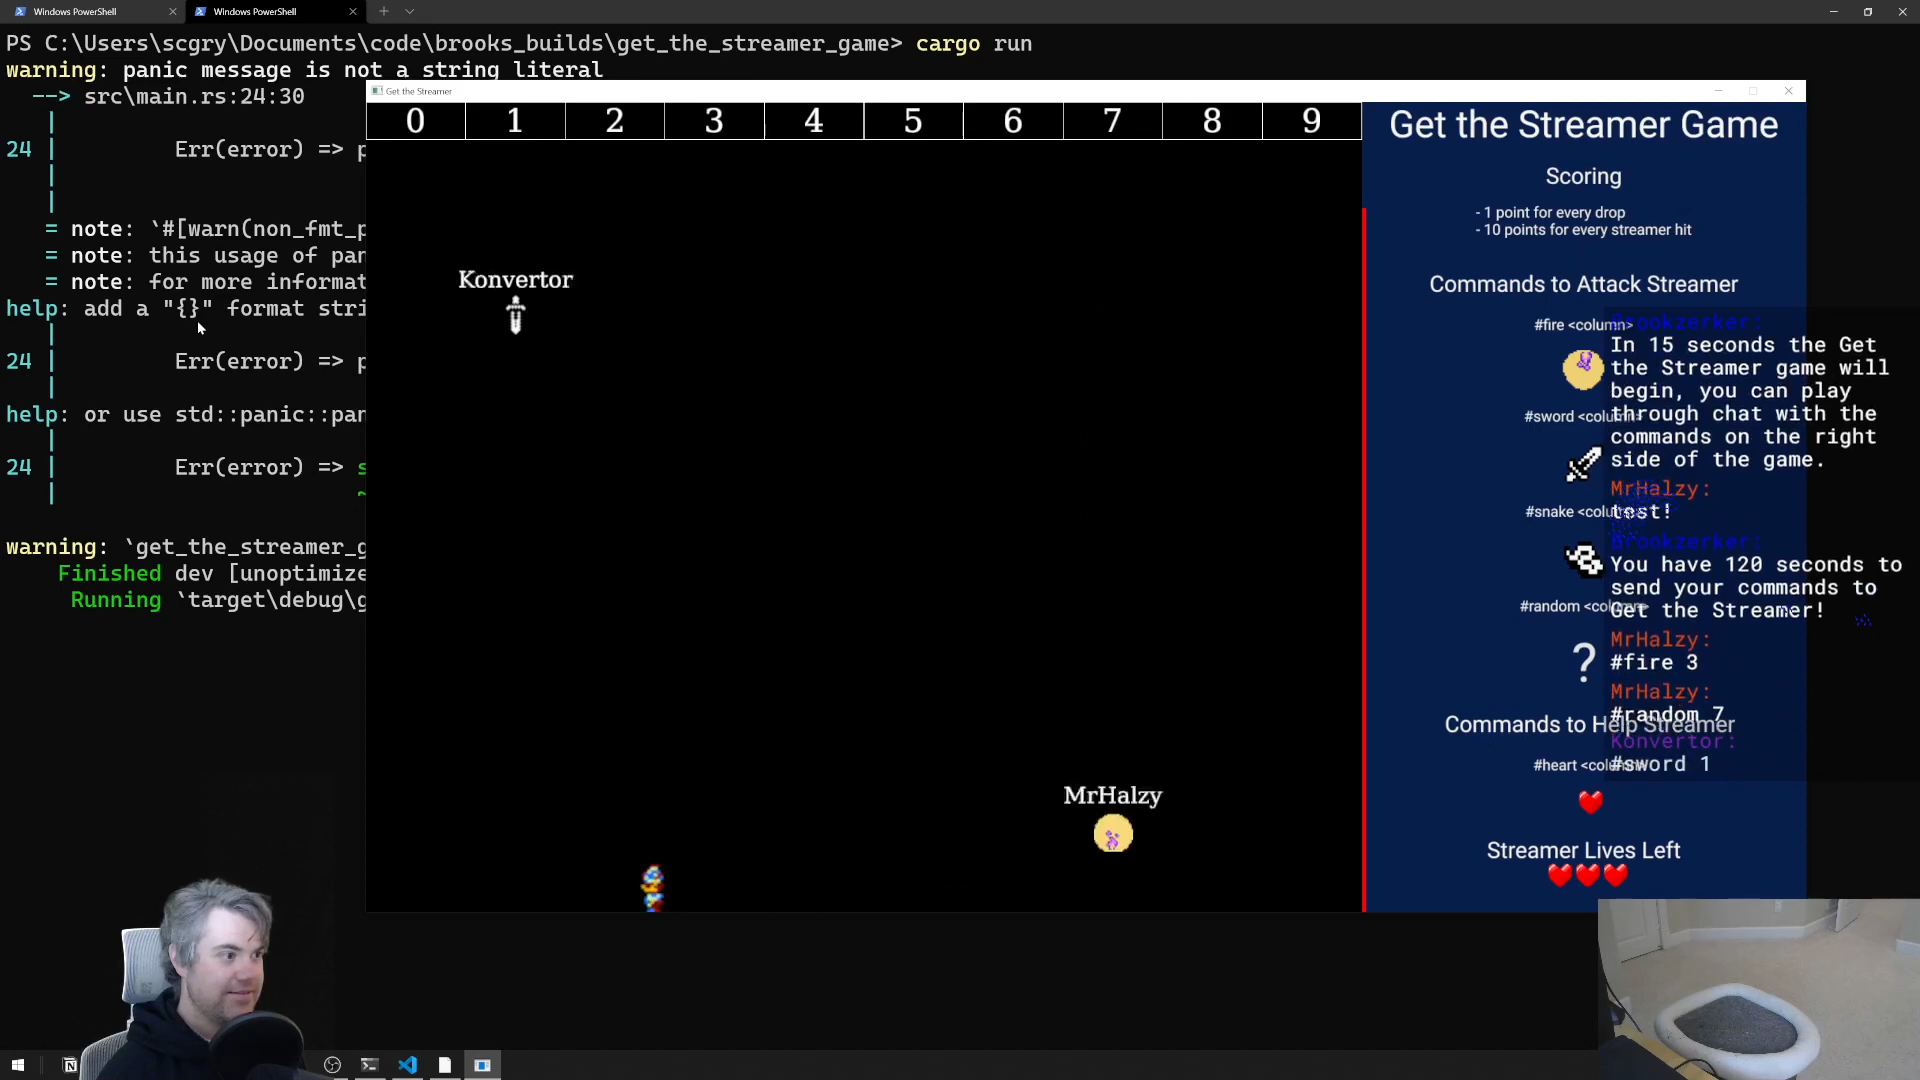 Windows PowerShell
Windows PowerShell
PS C:\Users\scgry\Documents\code\brooks_builds\get_the_streamer_game> cargo run
warning: panic message is not a string literal
--> src\main.rs:24:30
|
24 | Err(error) => p
|
|
= note: `#[warn(non_fmt_p
= note: this usage of pan
= note: for more informat
help: add a "{}" format stri
|
24 | Err(error) => p
|
help: or use std::panic::pan
|
24 | Err(error) => s
| ~
warning: `get_the_streamer_g
Finished dev [unoptimize
Running `target\debug\g
Get the Streamer
0 1 2 3 4 5 6 7 8 9
Konvertor
MrHalzy
Get the Streamer Game
Scoring
- 1 point for every drop
- 10 points for every streamer hit
Commands to Attack Streamer
#fire <column>
#sword <colum
#snake <colu
#random <column>
?
Commands to Help Streamer
#heart <column>
Streamer Lives Left
Brookzerker:
In 15 seconds the Get
the Streamer game will
begin, you can play
through chat with the
commands on the right
side of the game.
MrHalzy:
test!
Brookzerker:
You have 120 seconds to
send your commands to
Get the Streamer!
MrHalzy:
#fire 3
MrHalzy:
#random 7
Konvertor:
#sword 1